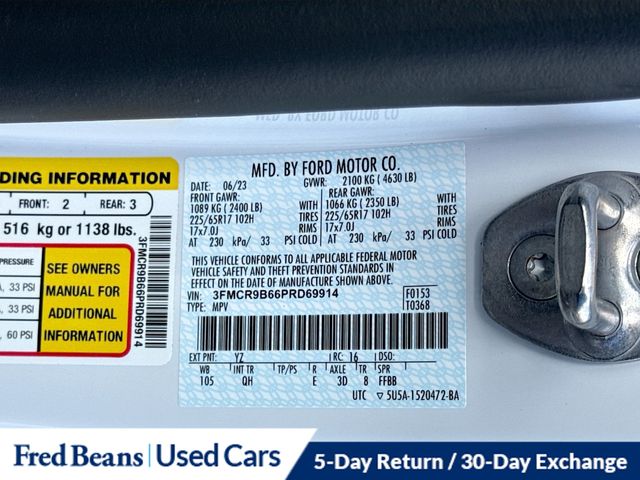 DING INFORMATION
FRONT: 2 REAR: 3
516 kg or 1138 lbs.
PRESSURE
A, 33 PSI
A, 33 PSI
, 60 PSI
SEE OWNERS
MANUAL FOR
ADDITIONAL
INFORMATION
3FMCR9B66PRD69914
MFD. BY FORD MOTOR CO.
DATE: 06/23 GVWR: 2100 KG ( 4630 LB)
FRONT GAWR: REAR GAWR:
1089 KG ( 2400 LB) 1066 KG ( 2350 LB)
225/65R17 102H TIRES 225/65R17 102H TIRES
17x7.0J RIMS 17x7.0J RIMS
AT 230 kPa/ 33 PSI COLD AT 230 kPa/ 33 PSI COLD
THIS VEHICLE CONFORMS TO ALL APPLICABLE FEDERAL MOTOR
VEHICLE SAFETY, BUMPER, AND THEFT PREVENTION STANDARDS
IN EFFECT ON THE DATE OF MANUFACTURE SHOWN ABOVE.
VIN: 3FMCR9B66PRD69914 F0153
TYPE: MPV T0368
EXT PNT: YZ RC: 16 DSO:
WB INT TR TP/PS R AXLE TR SPR
105 QH E 3D 8 FFBB
UTC ▽ 5U5A-1520472-BA
Fred Beans | Used Cars
5-Day Return / 30-Day Exchange